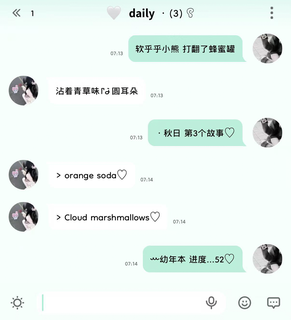 1 🤍 daily · (3)
软乎乎小熊 打翻了蜂蜜罐
07:13
沾着青草味 圆耳朵
07:13
· 秋日 第3个故事♡
07:13
> orange soda♡
07:14
> Cloud marshmallows♡
07:14
幼年本 进度...52♡
07:14